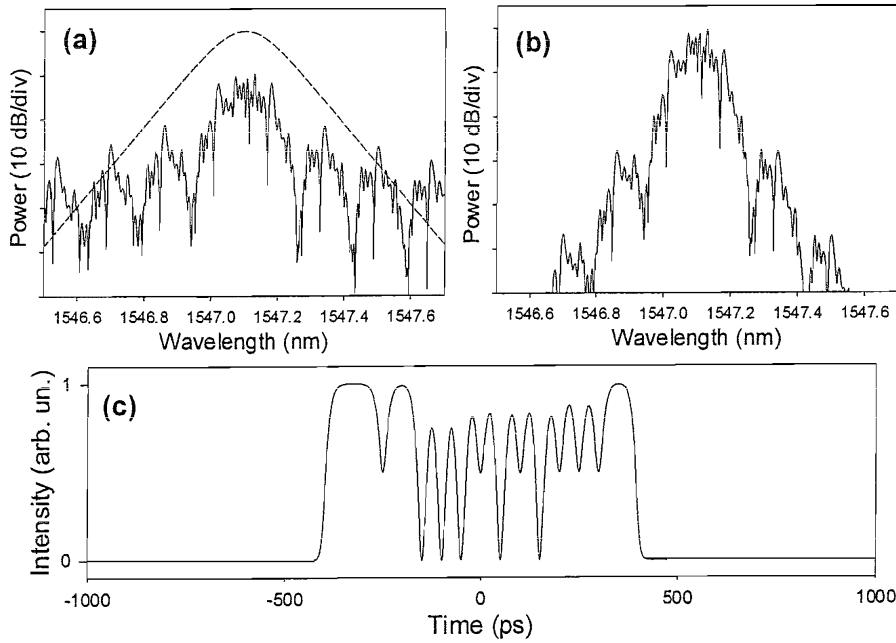 (a)
Power (10 dB/div)
1546.6 1546.8 1547.0 1547.2 1547.4 1547.6
Wavelength (nm)
(b)
Power (10 dB/div)
1546.6 1546.8 1547.0 1547.2 1547.4 1547.6
Wavelength (nm)
(c)
Intensity (arb. un.)
1
0
-1000 -500 0 500 1000
Time (ps)